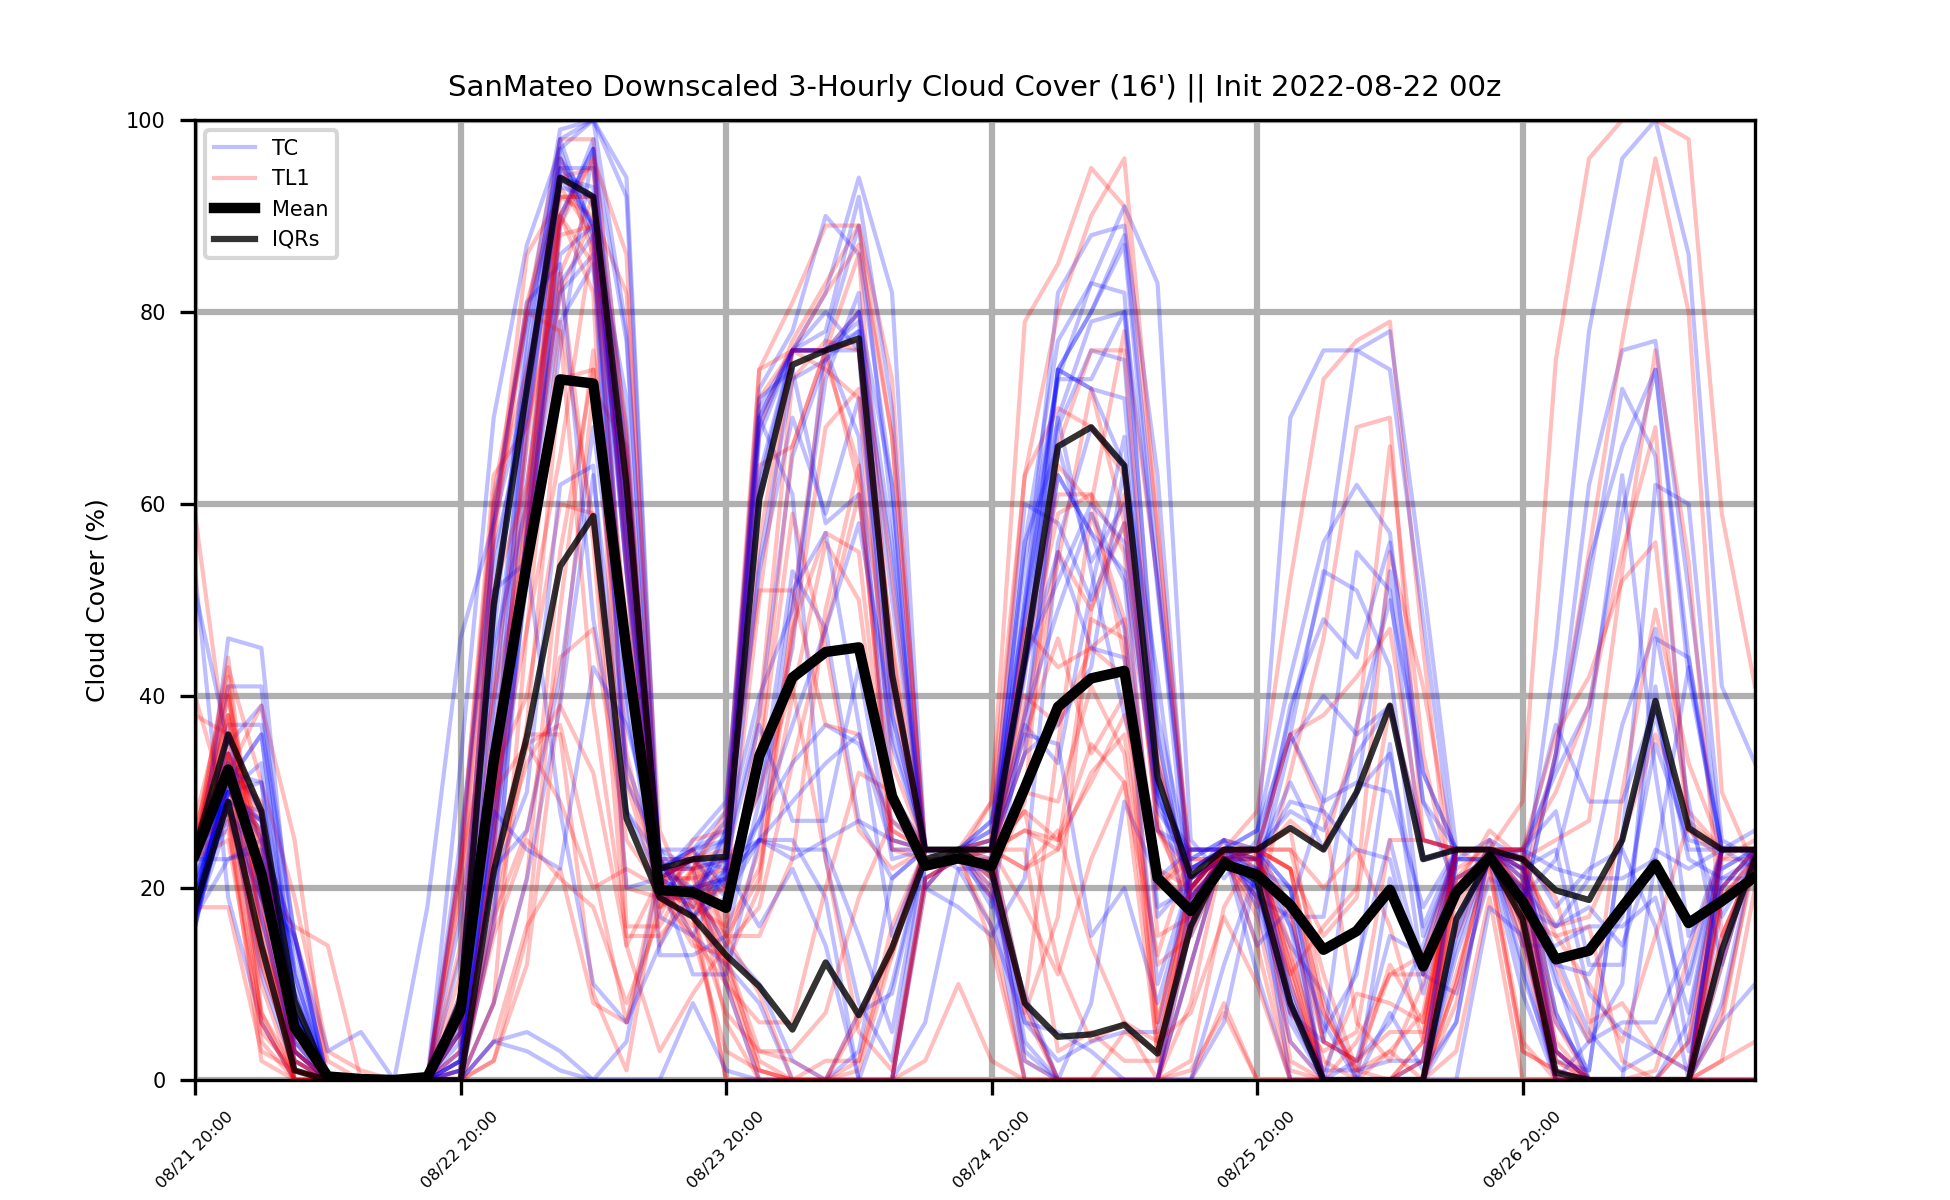 SanMateo Downscaled 3-Hourly Cloud Cover (16') || Init 2022-08-22 00z
100
80
60
40
20
0
Cloud Cover (%)
TC
TL1
Mean
IQRs
08/21 20:00
08/22 20:00
08/23 20:00
08/24 20:00
08/25 20:00
08/26 20:00